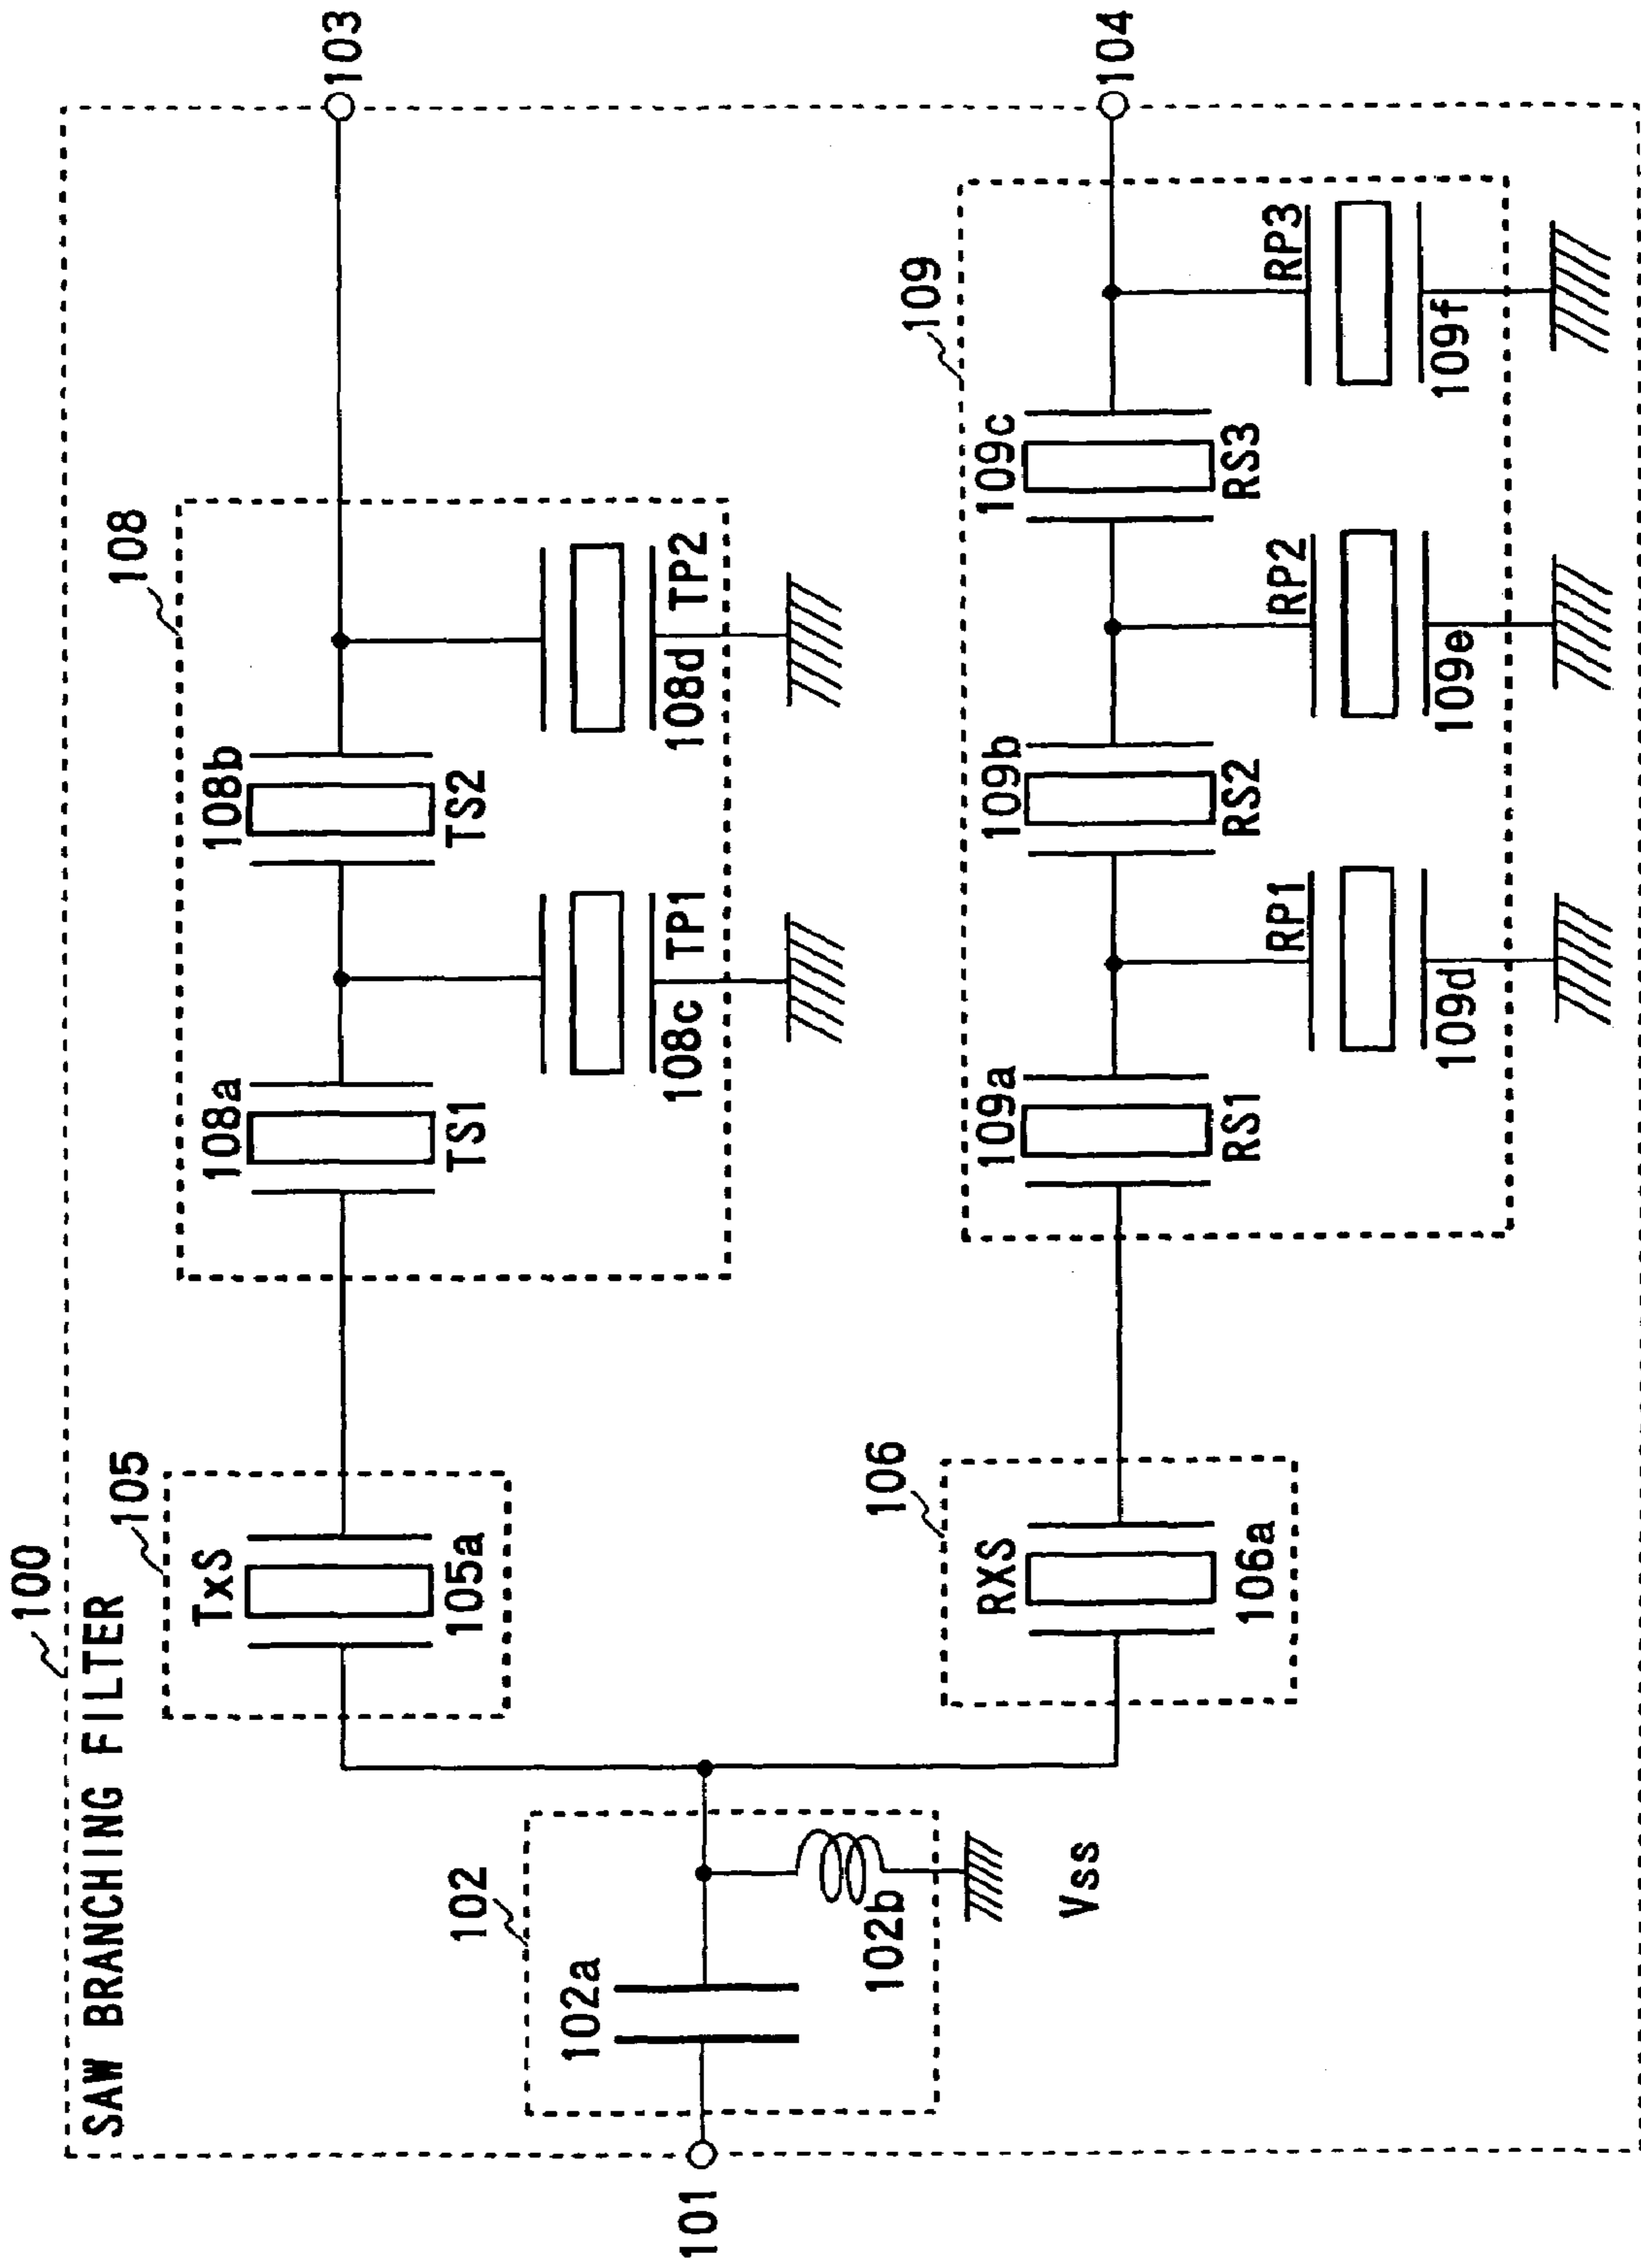 100
SAW BRANCHING FILTER
101
102
102a
102b
Vss
105
TxS
105a
106
RXS
106a
108
108a
TS1
108b
TS2
108c TP1
108d TP2
103
109
109a
RS1
109b
RS2
109c
RS3
RP1
109d
RP2
109e
RP3
109f
104